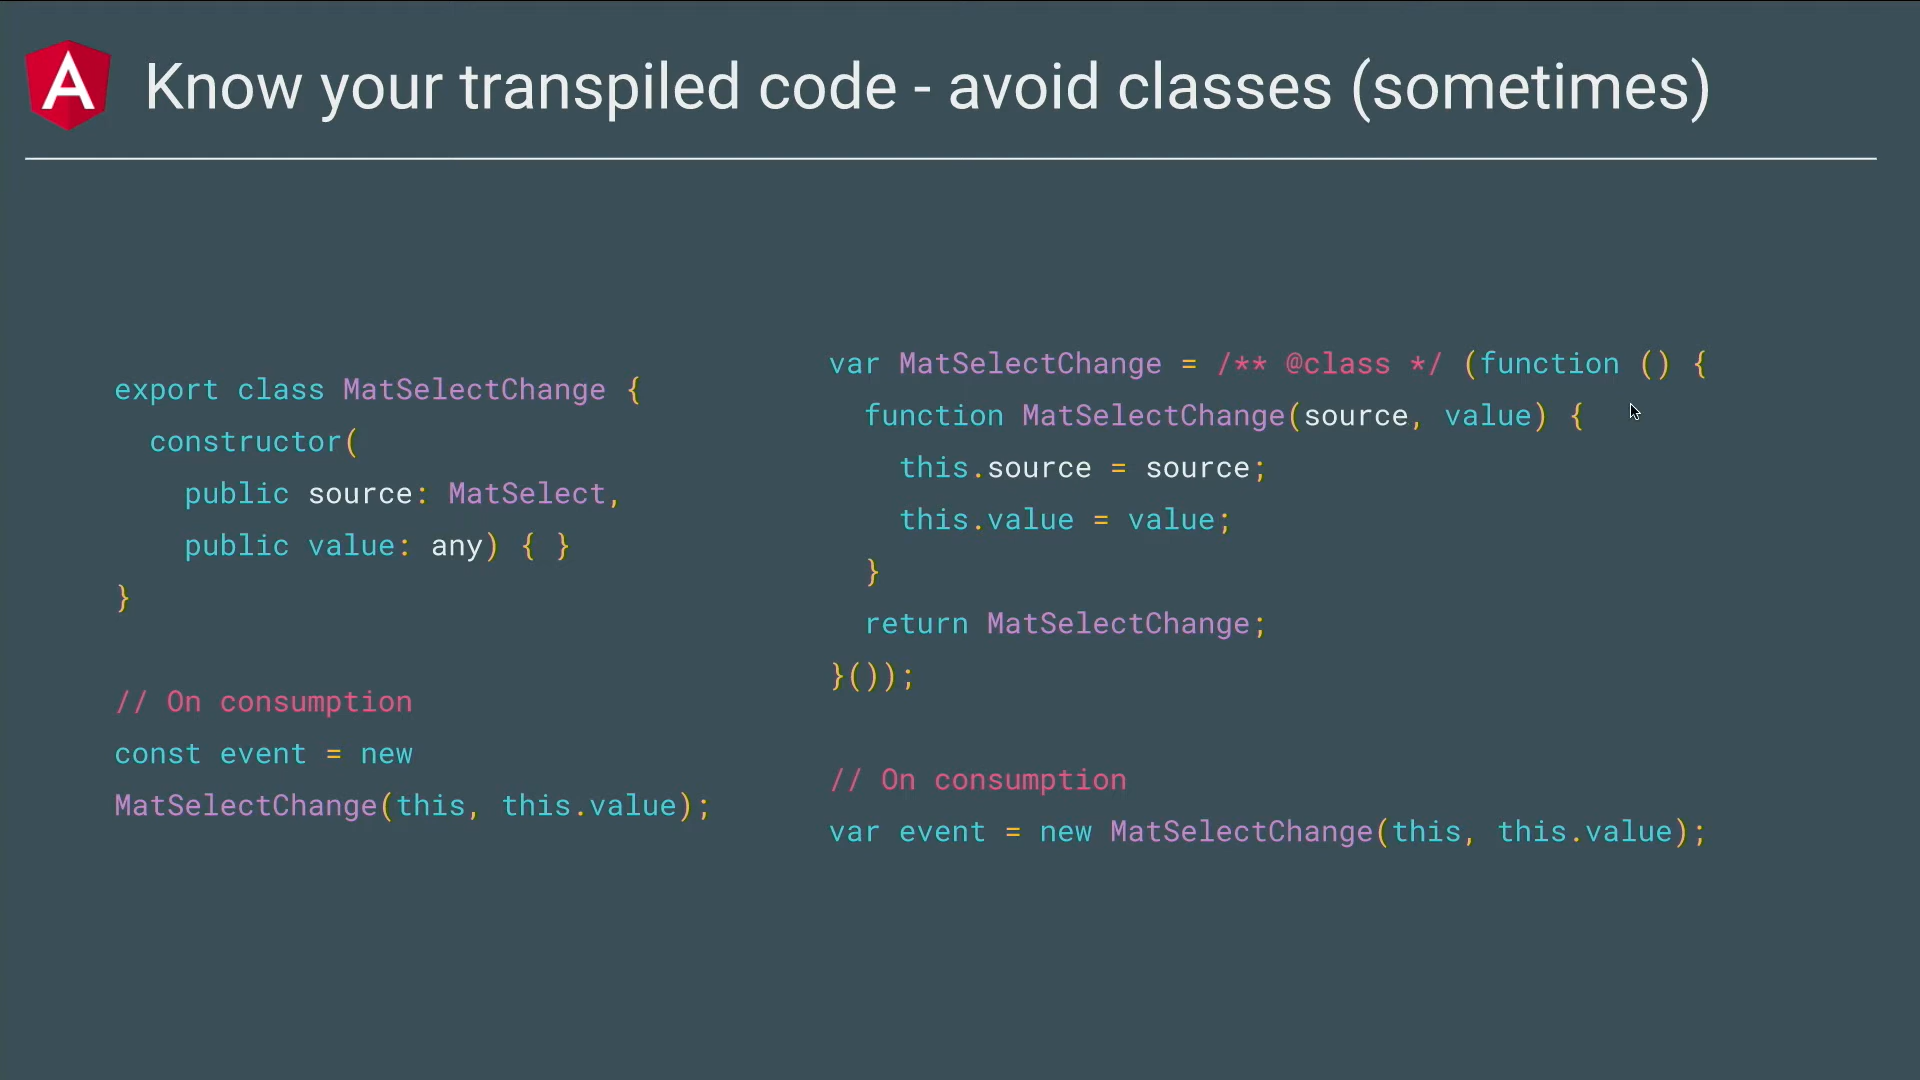 A
Know your transpiled code - avoid classes (sometimes)
export class MatSelectChange {
constructor(
public source: MatSelect,
public value: any) { }
}
// On consumption
const event = new
MatSelectChange(this, this.value);
var MatSelectChange = /** @class */ (function () {
function MatSelectChange(source, value) {
this.source = source;
this.value = value;
}
return MatSelectChange;
}());
// On consumption
var event = new MatSelectChange(this, this.value);